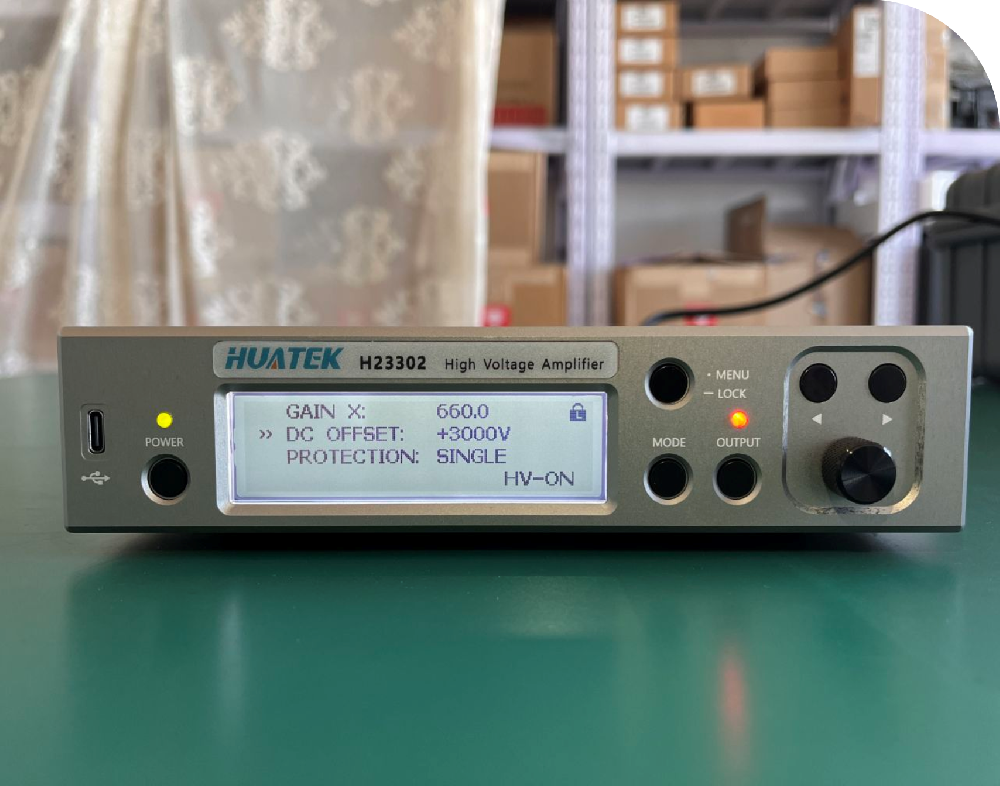 HUATEK H23302 High Voltage Amplifier
GAIN X: 660.0
» DC OFFSET: +3000V
PROTECTION: SINGLE
HV-ON
POWER
• MENU
— LOCK
MODE
OUTPUT